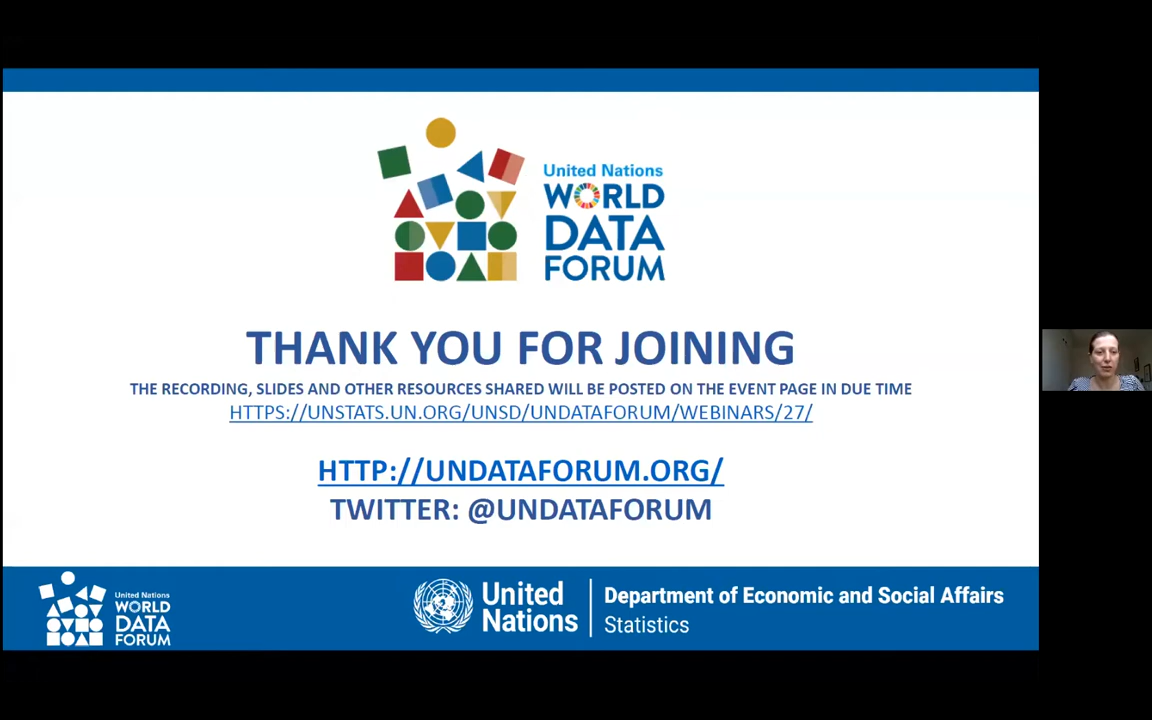 United Nations
WORLD
DATA
FORUM
THANK YOU FOR JOINING
THE RECORDING, SLIDES AND OTHER RESOURCES SHARED WILL BE POSTED ON THE EVENT PAGE IN DUE TIME
HTTPS://UNSTATS.UN.ORG/UNSD/UNDATAFORUM/WEBINARS/27/
HTTP://UNDATAFORUM.ORG/
TWITTER: @UNDATAFORUM
United Nations
WORLD
DATA
FORUM
United
Nations
Department of Economic and Social Affairs
Statistics